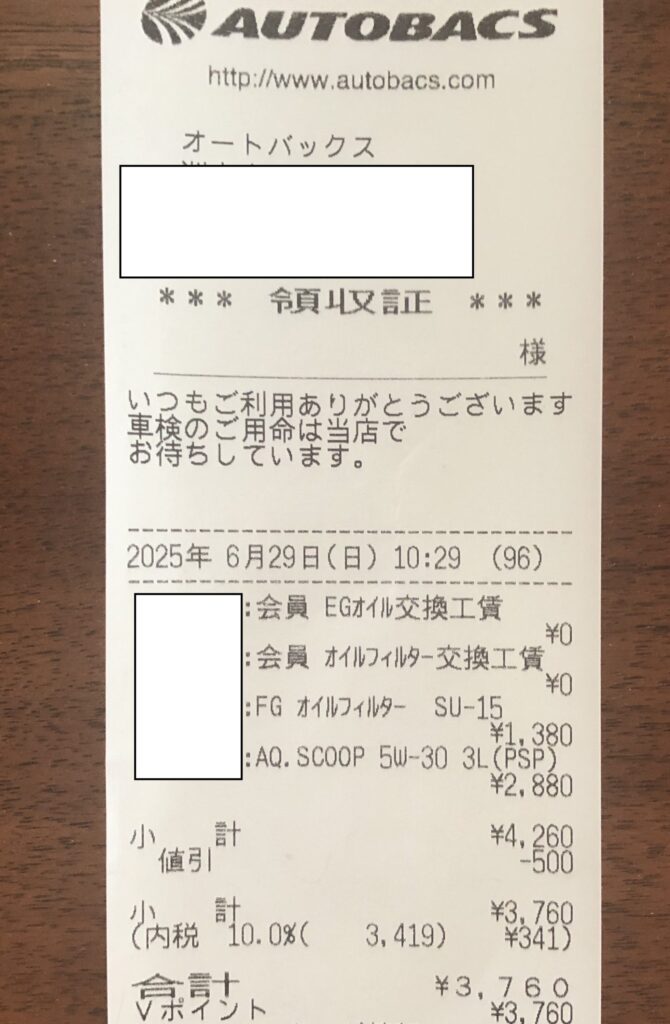 AUTOBACS
http://www.autobacs.com
オートバックス
*** 領収証 ***
様
いつもご利用ありがとうございます
車検のご用命は当店で
お待ちしています。
2025年 6月29日(日) 10:29 (96)
:会員 EGｵｲﾙ交換工賃
¥0
:会員 ｵｲﾙﾌｨﾙﾀｰ交換工賃
¥0
:FG ｵｲﾙﾌｨﾙﾀｰ SU-15
¥1,380
:AQ.SCOOP 5W-30 3L(PSP)
¥2,880
小 計 ¥4,260
値引 -500
小 計 ¥3,760
(内税 10.0%( 3,419) ¥341)
合計 ¥3,760
Vポイント ¥3,760